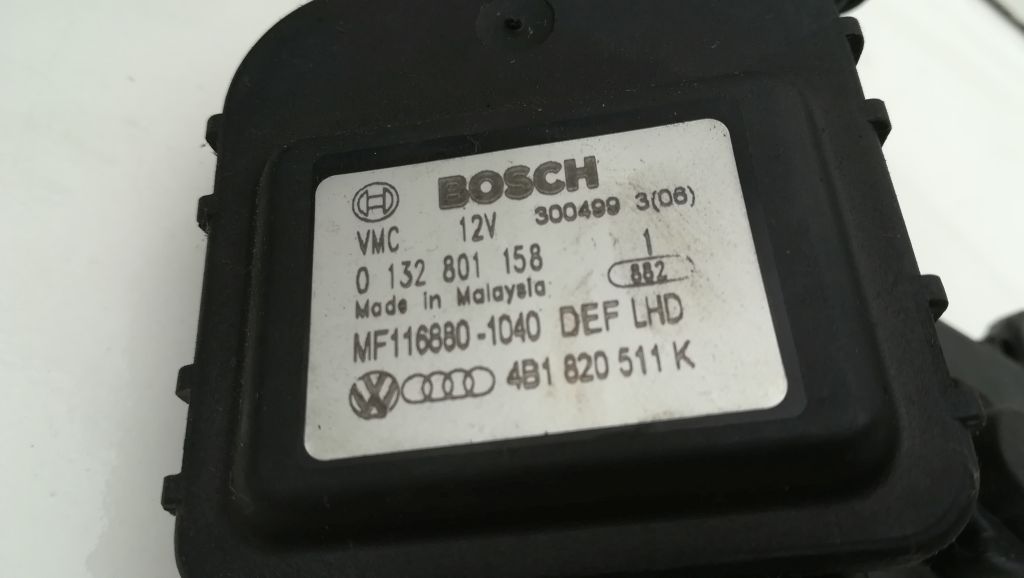 BOSCH
VMC 12V 300499 3(06)
0 132 801 158 1
Made in Malaysia 882
MF116880-1040 DEF LHD
4B1 820 511 K